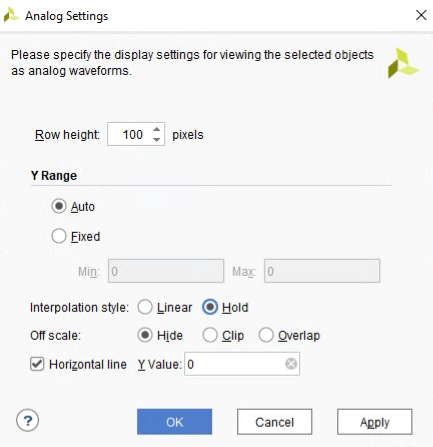 Analog Settings
Please specify the display settings for viewing the selected objects
as analog waveforms.
Row height: 100 pixels
Y Range
Auto
Fixed
Min: 0 Max: 0
Interpolation style: Linear Hold
Off scale: Hide Clip Overlap
Horizontal line Y Value: 0
? OK Cancel Apply